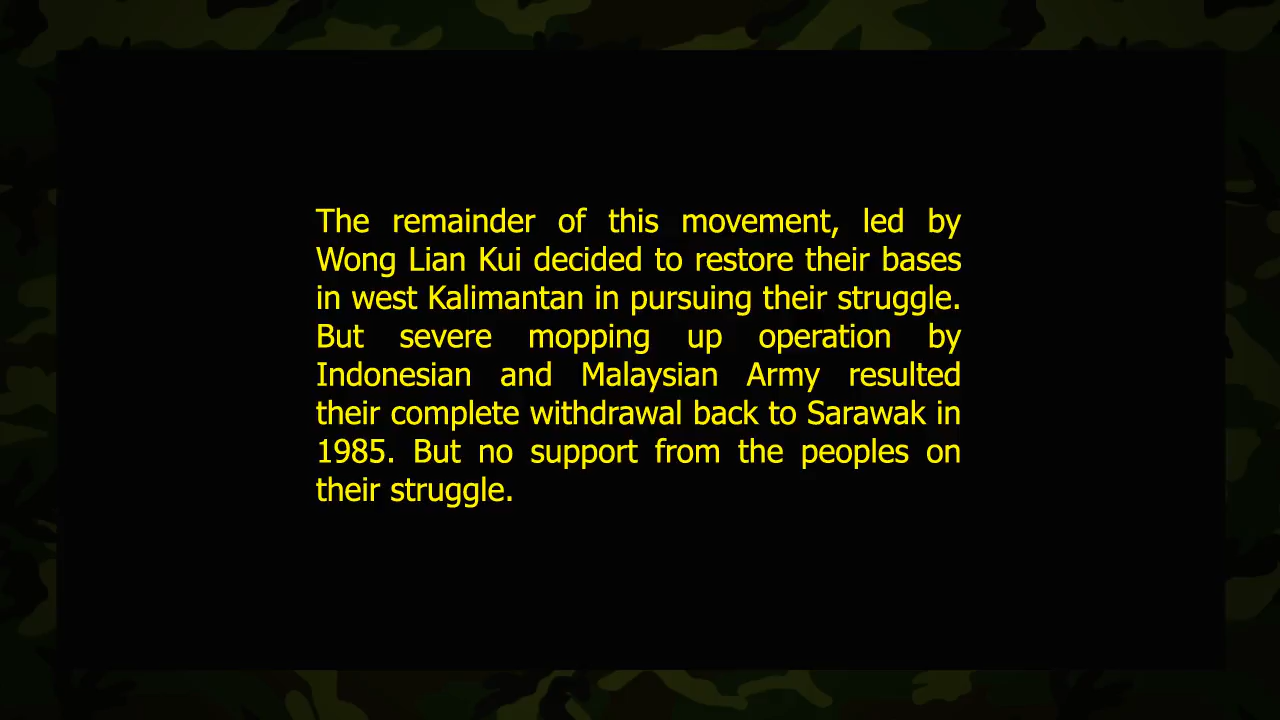 The remainder of this movement, led by
Wong Lian Kui decided to restore their bases
in west Kalimantan in pursuing their struggle.
But severe mopping up operation by
Indonesian and Malaysian Army resulted
their complete withdrawal back to Sarawak in
1985. But no support from the peoples on
their struggle.